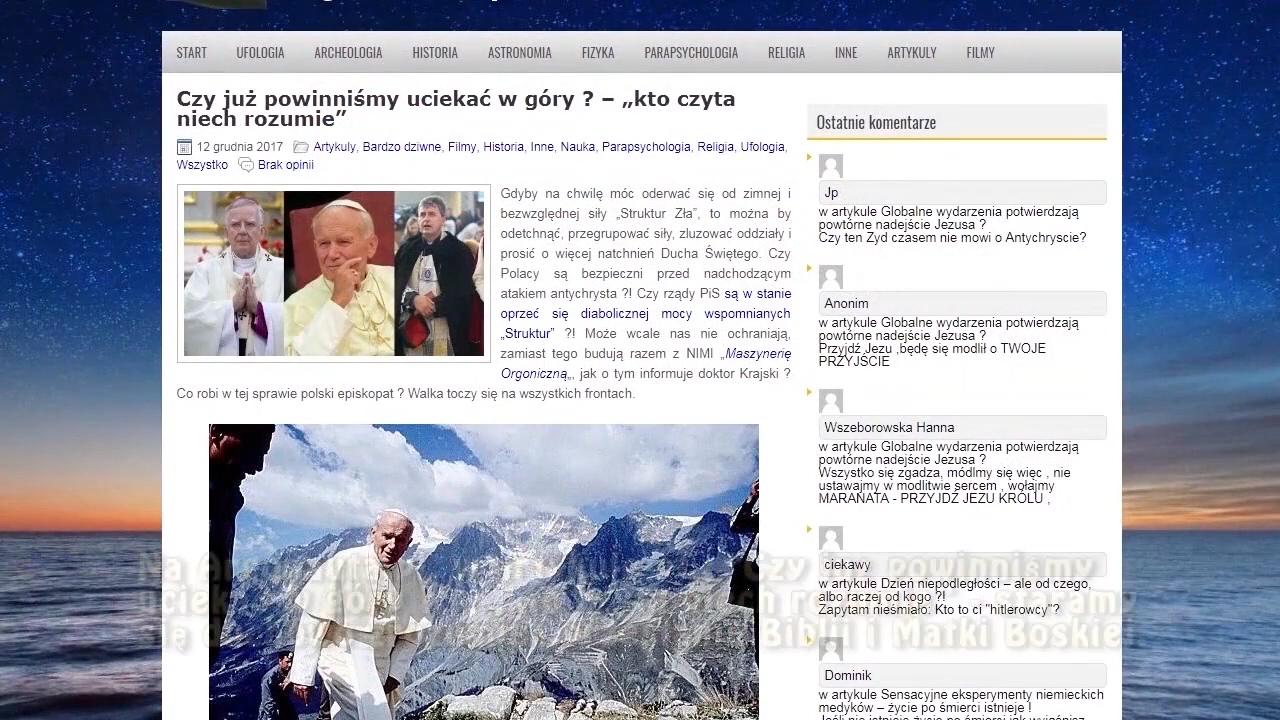 START UFOLOGIA ARCHEOLOGIA HISTORIA ASTRONOMIA FIZYKA PARAPSYCHOLOGIA RELIGIA INNE ARTYKULY FILMY
Czy już powinniśmy uciekać w góry ? – „kto czyta
niech rozumie”
12 grudnia 2017 Artykuly, Bardzo dziwne, Filmy, Historia, Inne, Nauka, Parapsychologia, Religia, Ufologia,
Wszystko Brak opinii
Gdyby na chwilę móc oderwać się od zimnej i
bezwzględnej siły „Struktur Zła”, to można by
odetchnąć, przegrupować siły, zluzować oddziały i
prosić o więcej natchnień Ducha Świętego. Czy
Polacy są bezpieczni przed nadchodzącym
atakiem antychrysta ?! Czy rządy PiS są w stanie
oprzeć się diabolicznej mocy wspomnianych
„Struktur” ?! Może wcale nas nie ochraniają,
zamiast tego budują razem z NIMI „Maszynerię
Orgoniczną„, jak o tym informuje doktor Krajski ?
Co robi w tej sprawie polski episkopat ? Walka toczy się na wszystkich frontach.
Ostatnie komentarze
Jp
w artykule Globalne wydarzenia potwierdzają
powtórne nadejście Jezusa ?
Czy ten Zyd czasem nie mowi o Antychryscie?
Anonim
w artykule Globalne wydarzenia potwierdzają
powtórne nadejście Jezusa ?
Przyjdź Jezu ,będę się modlił o TWOJE
PRZYJŚCIE
Wszeborowska Hanna
w artykule Globalne wydarzenia potwierdzają
powtórne nadejście Jezusa ?
Wszystko się zgadza, módlmy się więc , nie
ustawajmy w modlitwie sercem , wołajmy
MARANATA - PRZYJDŹ JEZU KRÓLU ,
ciekawy
w artykule Dzień niepodległości – ale od czego,
albo raczej od kogo ?!
Zapytam nieśmiało: Kto to ci "hitlerowcy"?
Dominik
w artykule Sensacyjne eksperymenty niemieckich
medyków – życie po śmierci istnieje !
Na Czy powinniśmy
Biblii i Matki Boskiej